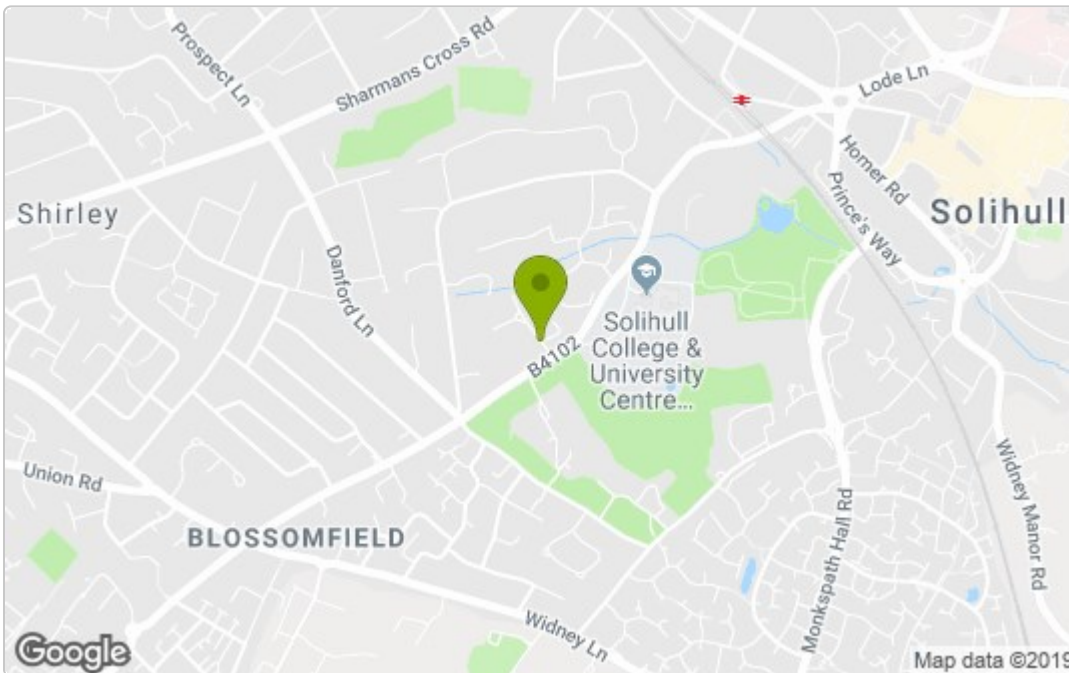 Prospect Ln
Sharmans Cross Rd
Lode Ln
Homer Rd
Prince's Way
Shirley
Solihull
Danford Ln
Solihull
College &
University
Centre...
B4102
Union Rd
BLOSSOMFIELD
Monkspath Hall Rd
Widney Manor Rd
Widney Ln
Google
Map data ©2019